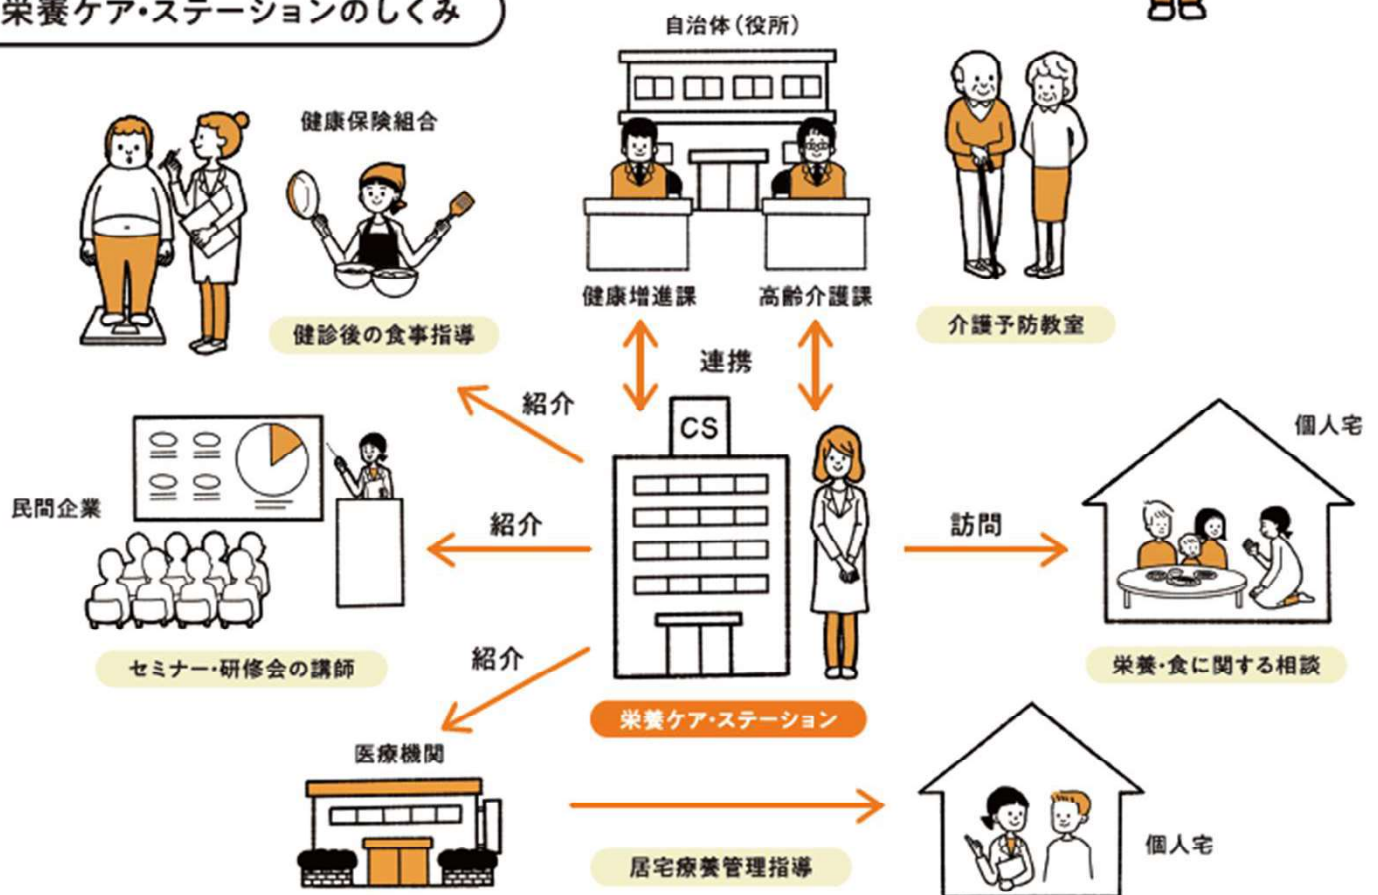 栄養ケア・ステーションのしくみ
自治体(役所)
健康保険組合
健康増進課
高齢介護課
健診後の食事指導
介護予防教室
連携
紹介
CS
個人宅
民間企業
紹介
訪問
セミナー・研修会の講師
紹介
栄養・食に関する相談
栄養ケア・ステーション
医療機関
個人宅
居宅療養管理指導